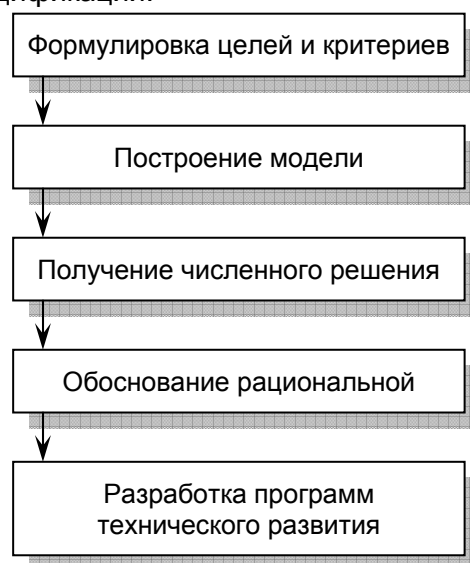 Формулировка целей и критериев
Построение модели
Получение численного решения
Обоснование рациональной
Разработка программ
технического развития